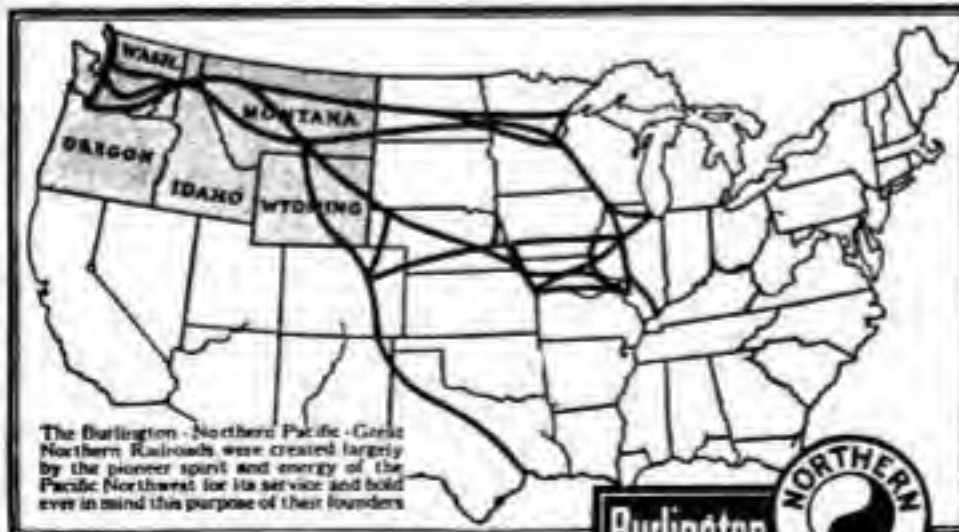 WASH.
MONTANA
OREGON
IDAHO
WYOMING
The Burlington - Northern Pacific - Great
Northern Railroads were created largely
by the pioneer spirit and energy of the
Pacific Northwest for its service and hold
ever in mind this purpose of their founders
Burlington
NORTHERN